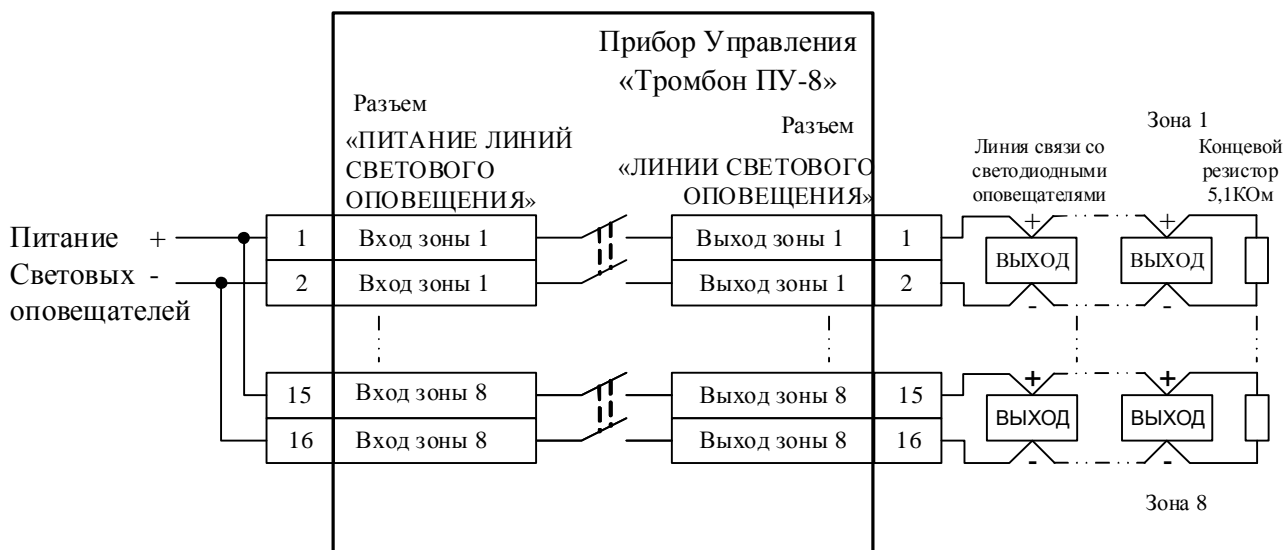 Прибор Управления
«Тромбон ПУ-8»
Разъем
«ПИТАНИЕ ЛИНИЙ
СВЕТОВОГО
ОПОВЕЩЕНИЯ»
Разъем
«ЛИНИИ СВЕТОВОГО
ОПОВЕЩЕНИЯ»
Зона 1
Линия связи со
светодиодными
оповещателями
Концевой
резистор
5,1КОм
Питание +
Световых -
оповещателей
1 Вход зоны 1 Выход зоны 1 1
2 Вход зоны 1 Выход зоны 1 2
+ +
ВЫХОД ВЫХОД
- -
15 Вход зоны 8 Выход зоны 8 15
16 Вход зоны 8 Выход зоны 8 16
+ +
ВЫХОД ВЫХОД
- -
Зона 8